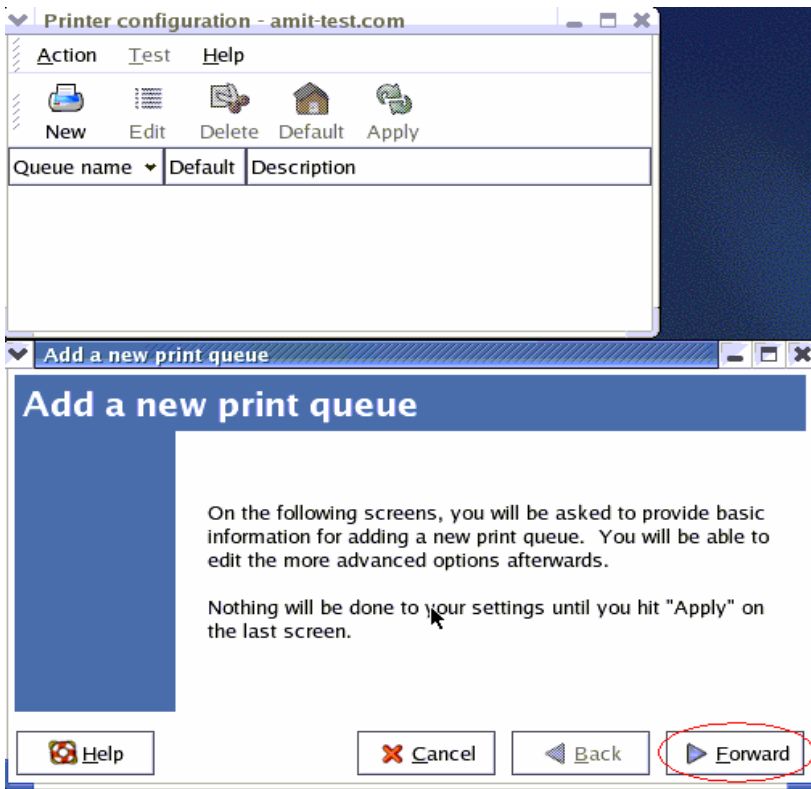 Printer configuration - amit-test.com
Action Test Help
New Edit Delete Default Apply
Queue name Default Description
Add a new print queue
Add a new print queue
On the following screens, you will be asked to provide basic
information for adding a new print queue. You will be able to
edit the more advanced options afterwards.
Nothing will be done to your settings until you hit "Apply" on
the last screen.
Help Cancel Back Forward